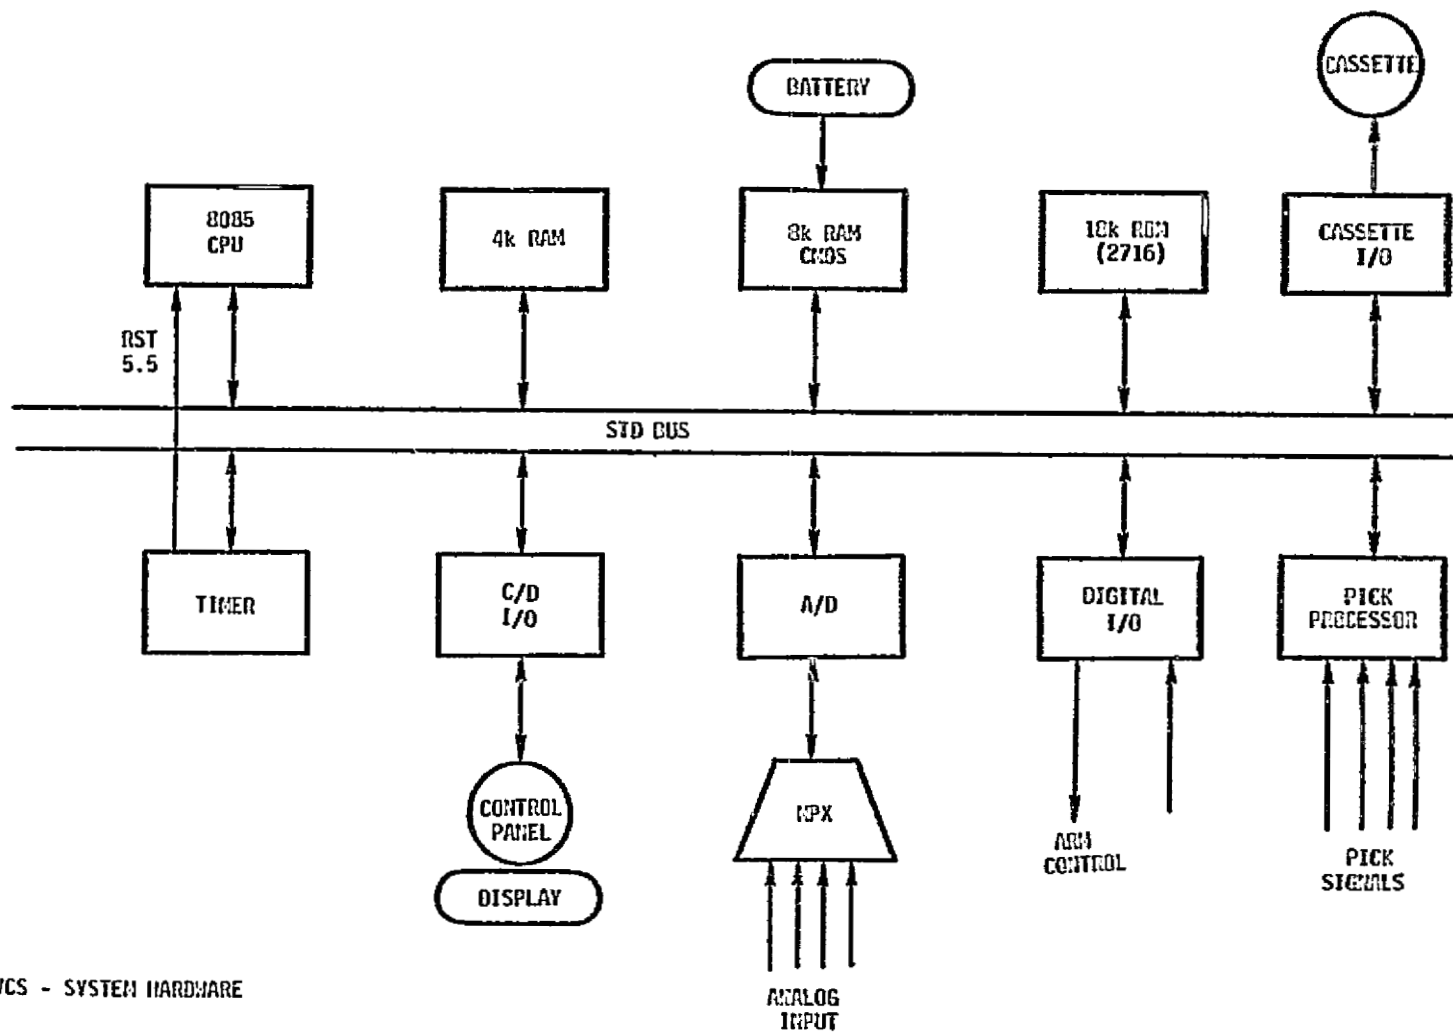 CASSETTE
BATTERY
8085
CPU
4k RAM
8k RAM
CMOS
ROM
(2716)
CASSETTE
I/O
RST
5.5
STD BUS
TIMER
C/D
I/O
A/D
DIGITAL
I/O
PICK
PROCESSOR
CONTROL
PANEL
MPX
ARM
CONTROL
PICK
SIGNALS
DISPLAY
- SYSTEM HARDWARE
ANALOG
INPUT